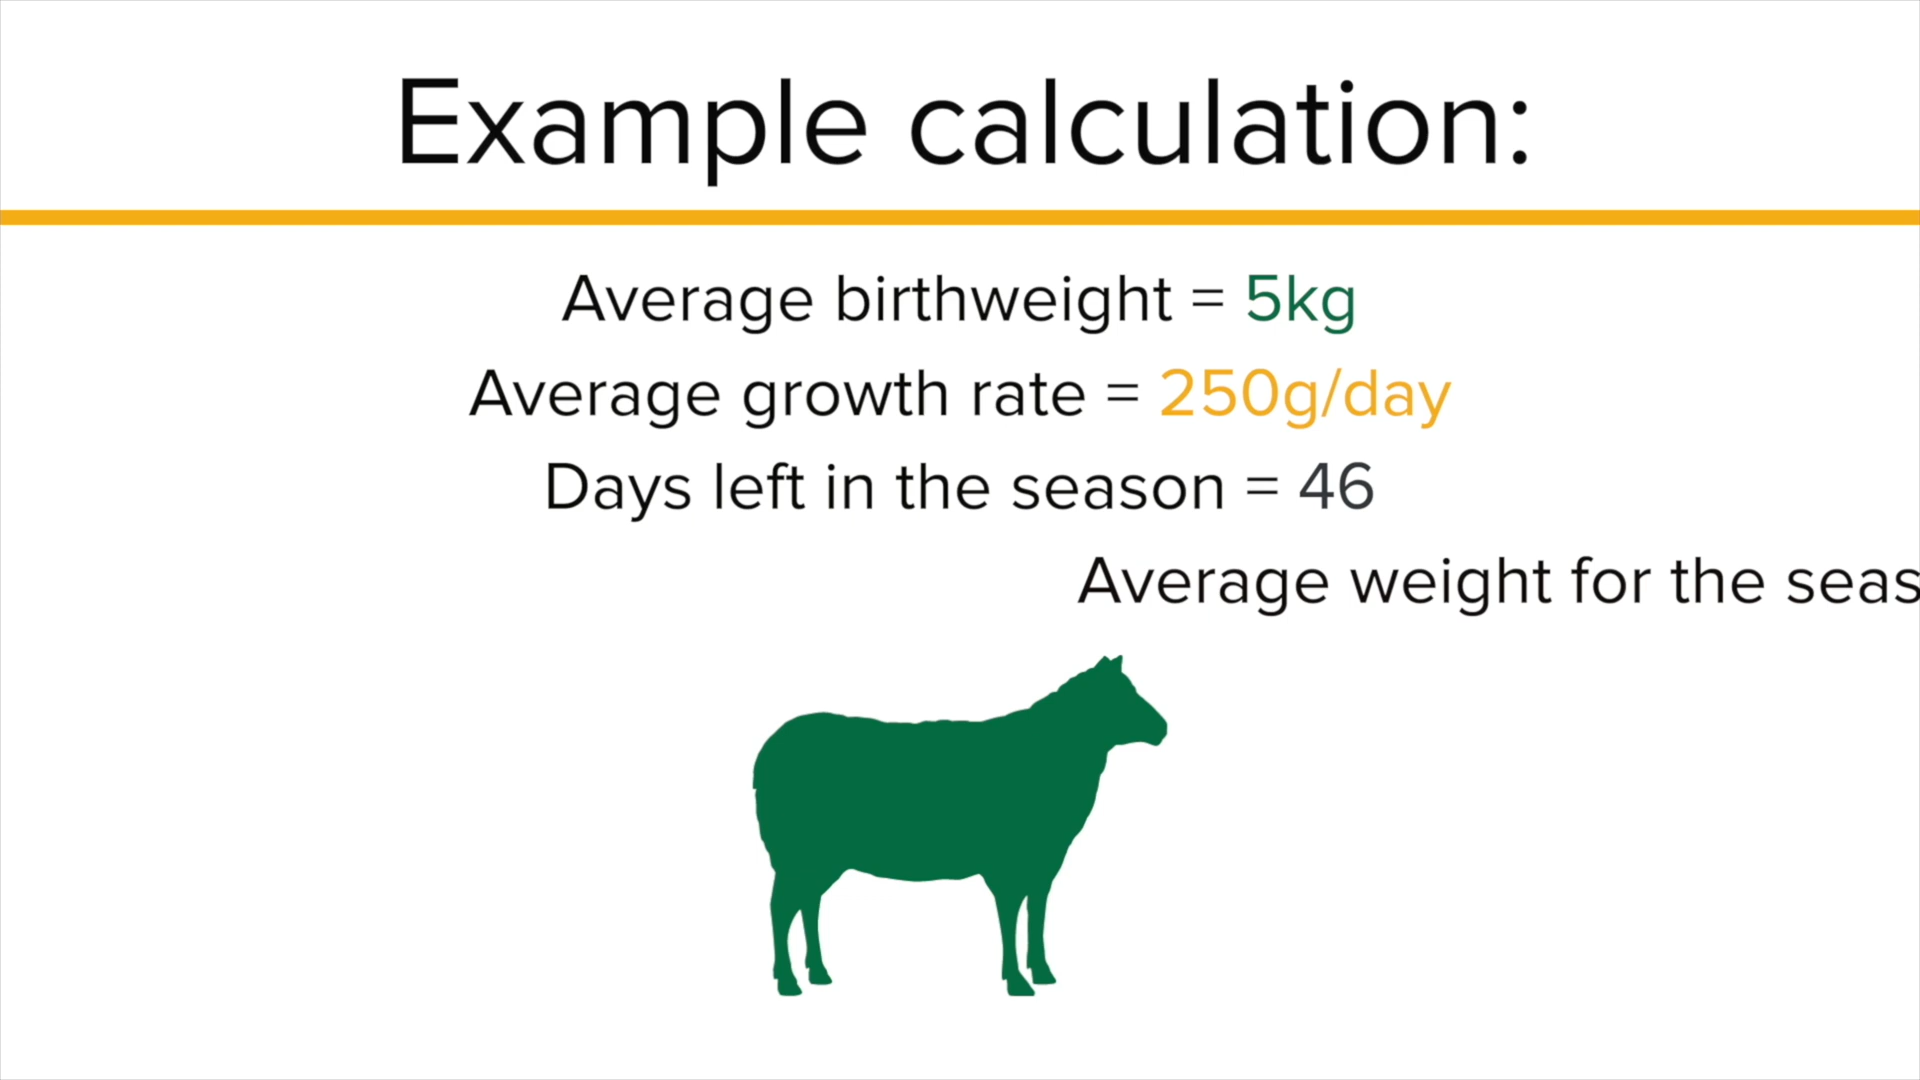 Example calculation:
Average birthweight = 5kg
Average growth rate = 250g/day
Days left in the season = 46
Average weight for the seas